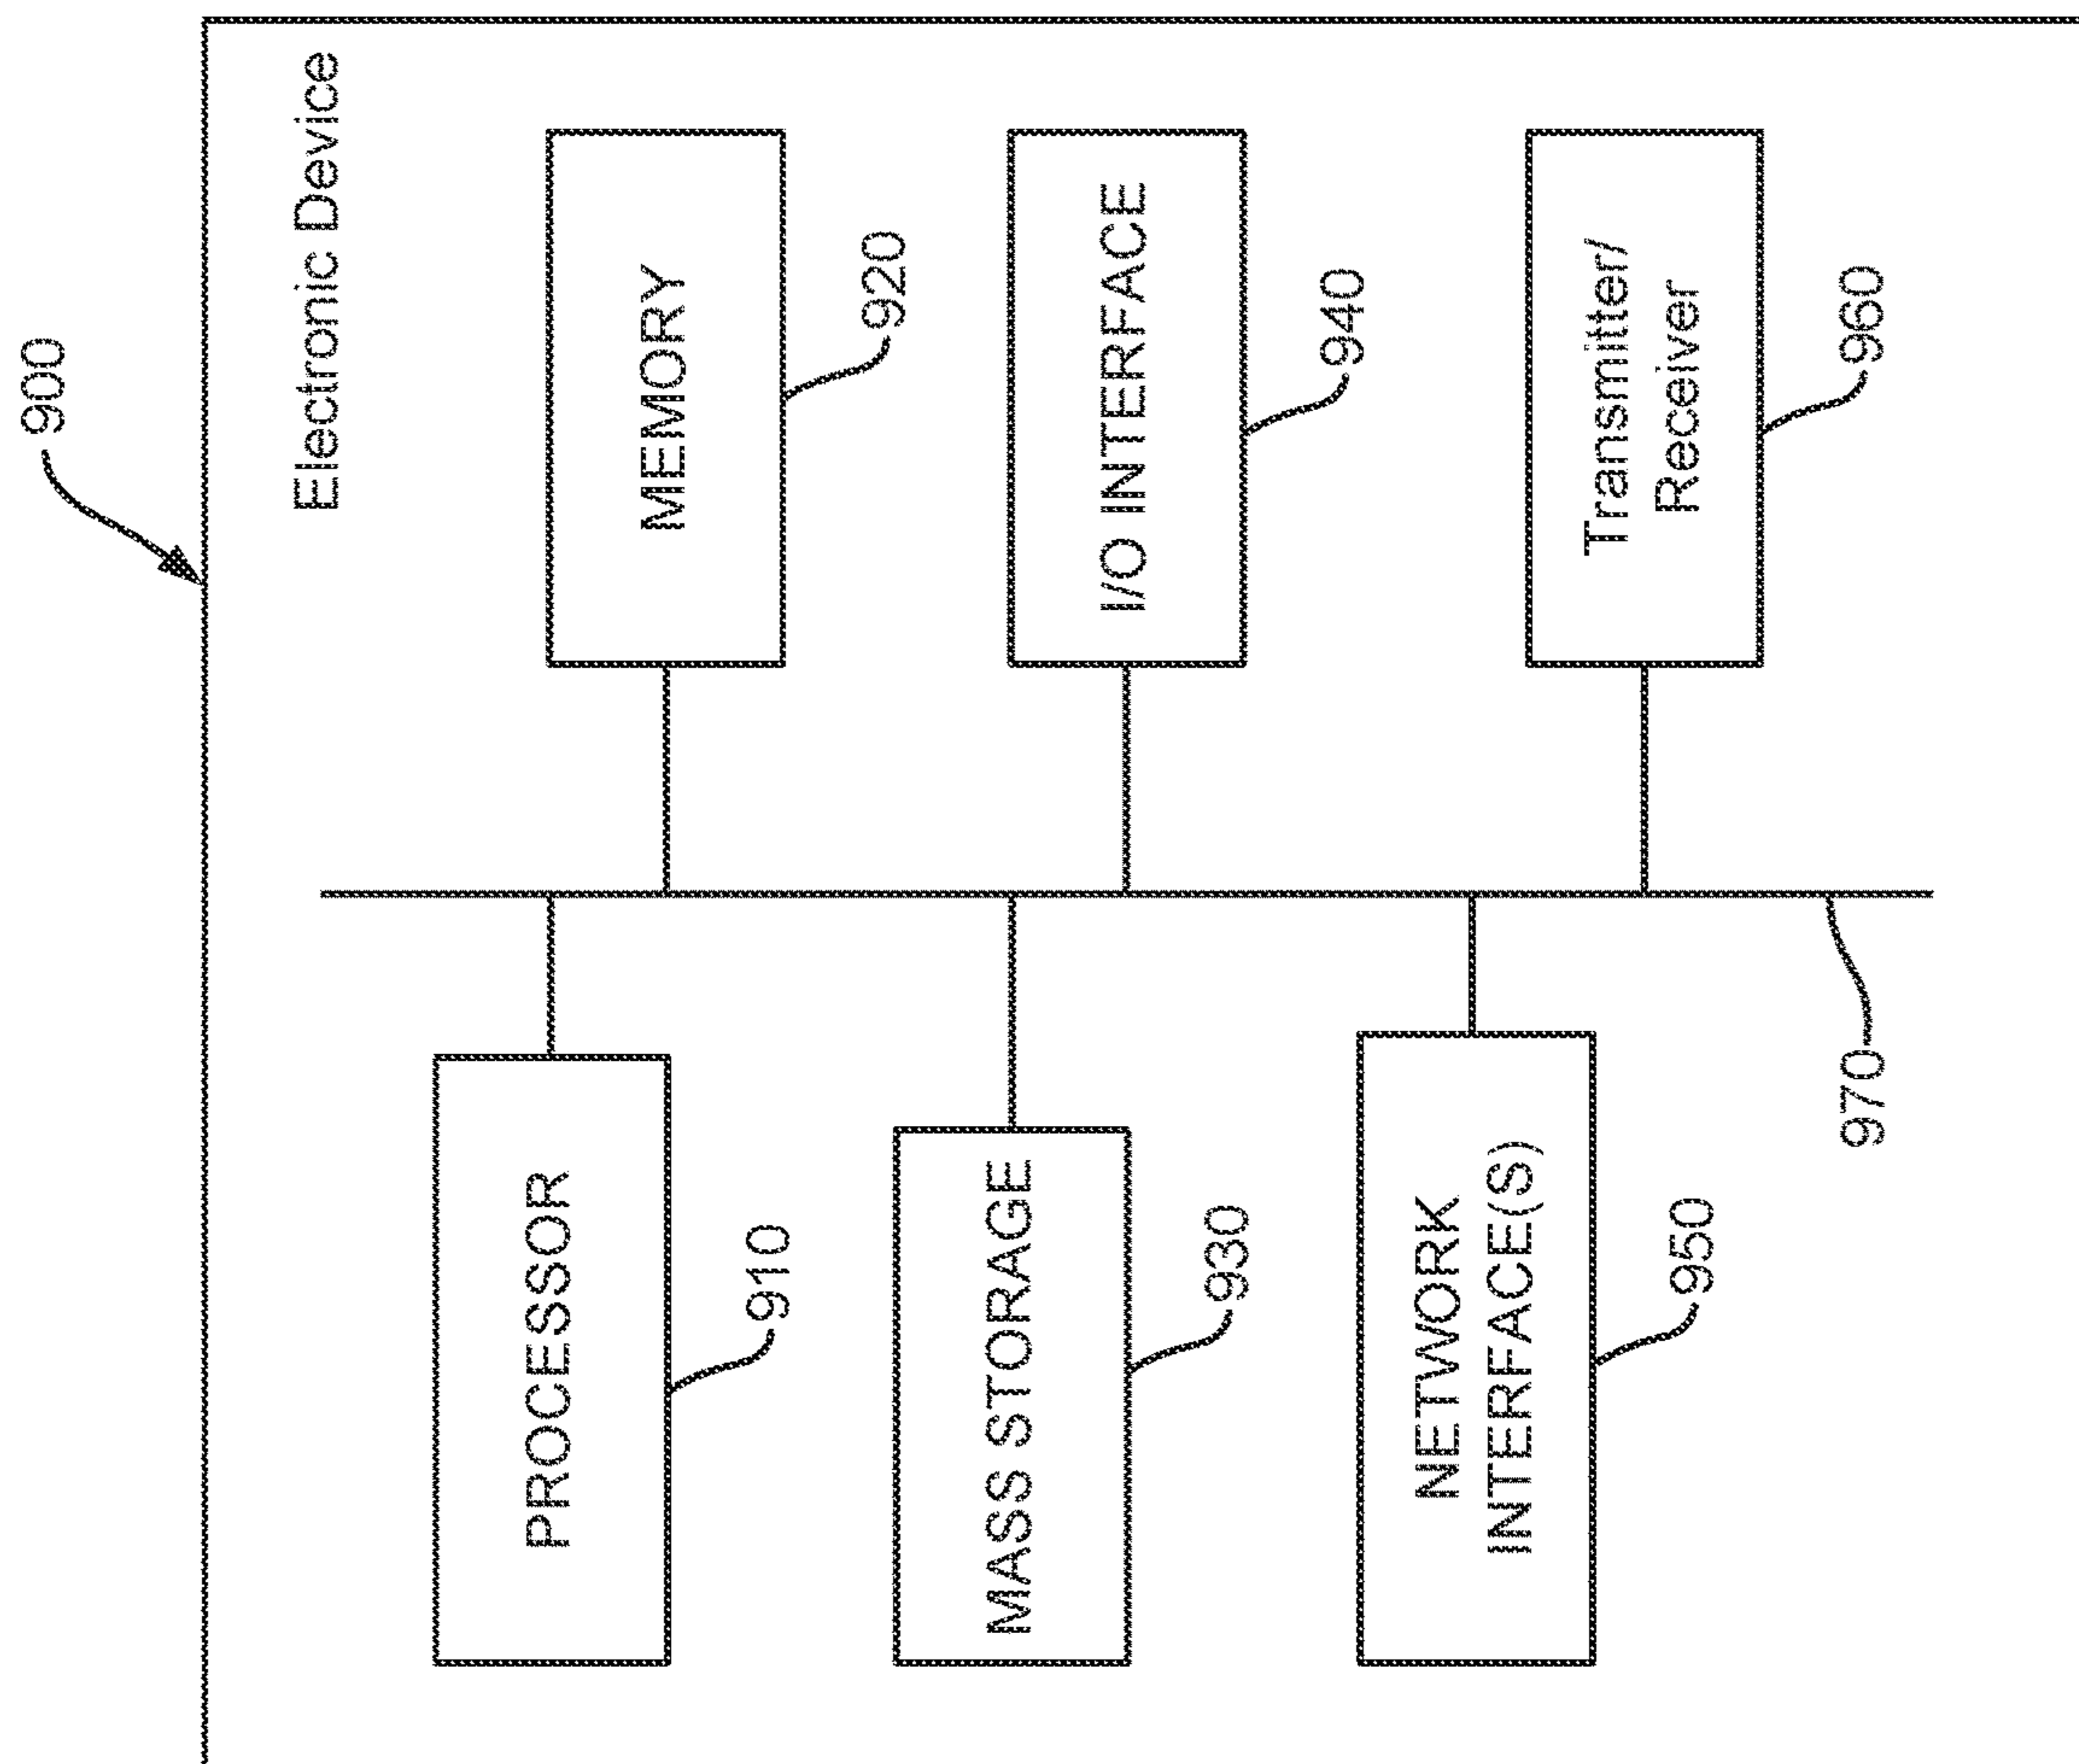 900
Electronic Device
PROCESSOR
910
MEMORY
920
MASS STORAGE
930
I/O INTERFACE
940
NETWORK
INTERFACE(S)
950
Transmitter/
Receiver
960
970